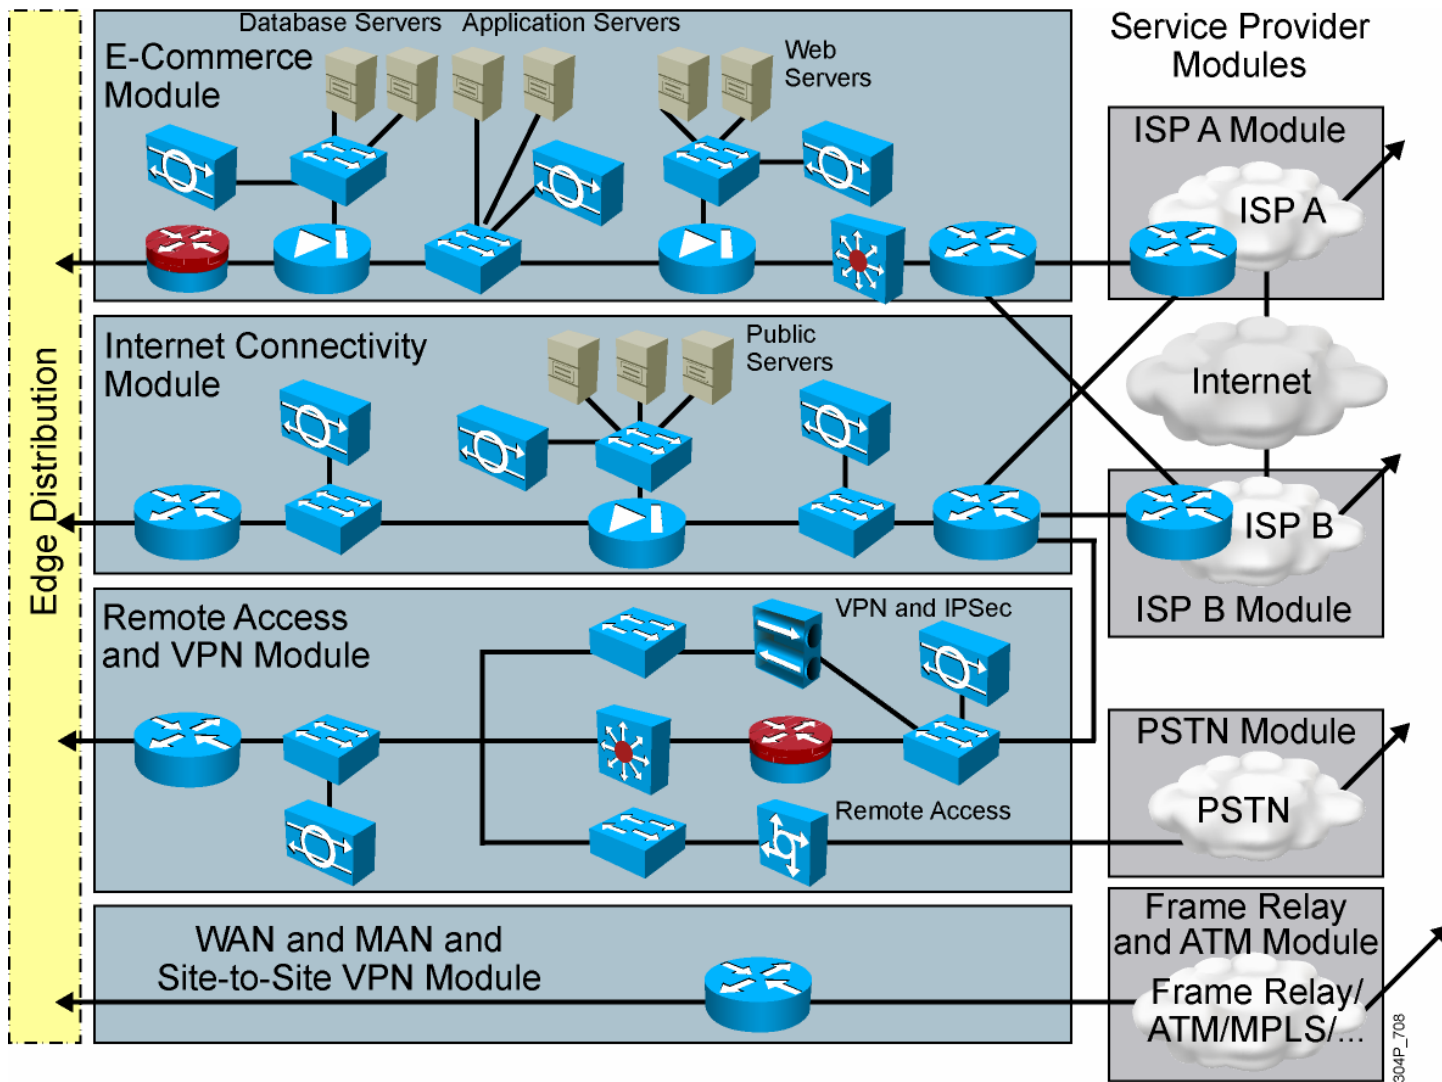 Database Servers
Application Servers
E-Commerce
Module
Web
Servers
Service Provider
Modules
ISP A Module
ISP A
Internet Connectivity
Module
Public
Servers
Internet
Edge Distribution
ISP B
ISP B Module
Remote Access
and VPN Module
VPN and IPSec
PSTN Module
PSTN
Remote Access
WAN and MAN and
Site-to-Site VPN Module
Frame Relay
and ATM Module
Frame Relay/
ATM/MPLS/...
304P_708